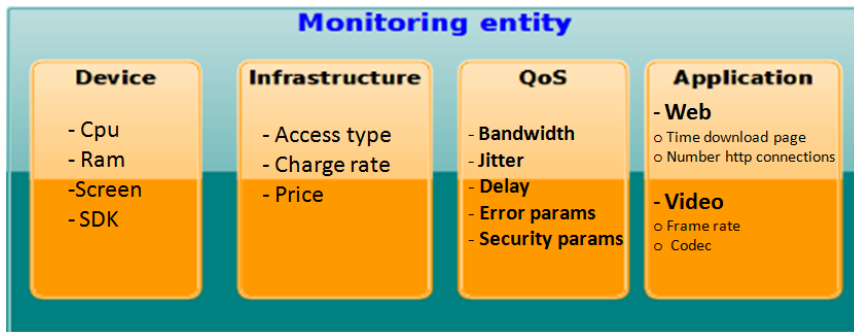 Monitoring entity
Device
- Cpu
- Ram
-Screen
- SDK
Infrastructure
- Access type
- Charge rate
- Price
QoS
- Bandwidth
- Jitter
- Delay
- Error params
- Security params
Application
- Web
o Time download page
o Number http connections
- Video
o Frame rate
o Codec